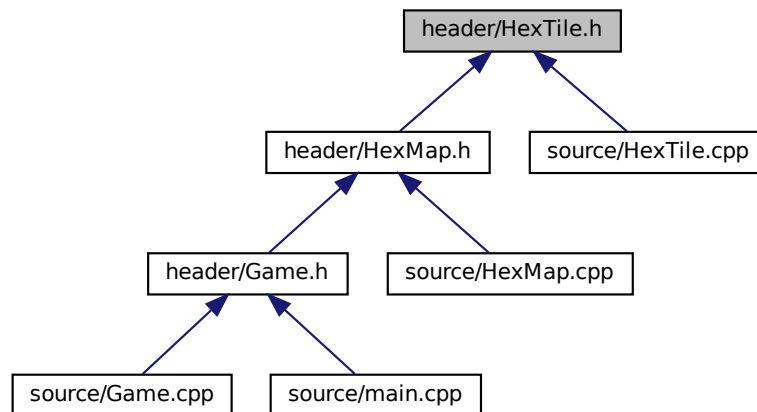 header/HexTile.h
header/HexMap.h
source/HexTile.cpp
header/Game.h
source/HexMap.cpp
source/Game.cpp
source/main.cpp